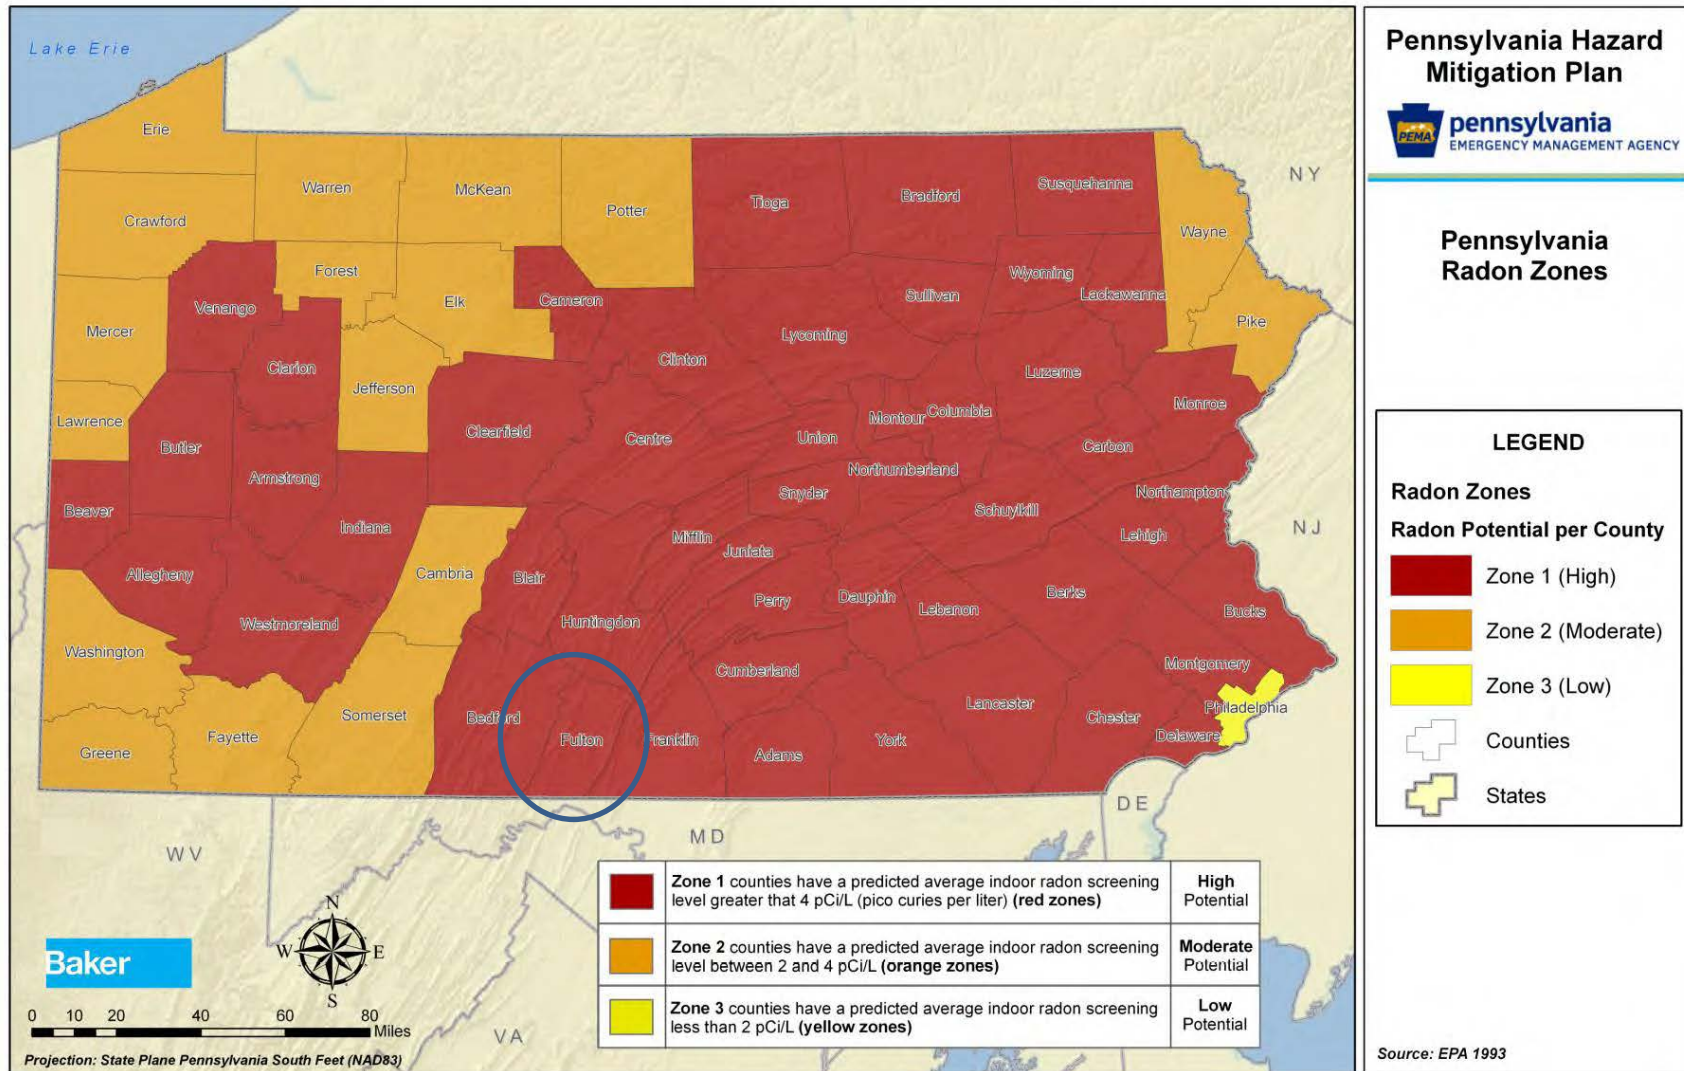 Lake Erie
Erie
Warren
McKean
Potter
Tioga
Bradford
Susquehanna
Wayne
NY
Crawford
Forest
Elk
Cameron
Venango
Sullivan
Wyoming
Lackawanna
Pike
Mercer
Clarion
Jefferson
Clinton
Lycoming
Luzerne
Monroe
Lawrence
Butler
Clearfield
Centre
Union
Montour
Columbia
Carbon
Armstrong
Snyder
Northumberland
Northampton
Beaver
Indiana
Mifflin
Juniata
Schuylkill
Lehigh
NJ
Allegheny
Cambria
Blair
Perry
Dauphin
Lebanon
Berks
Bucks
Westmoreland
Huntingdon
Washington
Cumberland
Montgomery
Somerset
Bedford
Fulton
Franklin
Adams
York
Lancaster
Chester
Philadelphia
Delaware
Greene
Fayette
WV
MD
DE
VA
N
W
E
S
Baker
0 10 20 40 60 80
Miles
Projection: State Plane Pennsylvania South Feet (NAD83)
Zone 1 counties have a predicted average indoor radon screening
level greater that 4 pCi/L (pico curies per liter) (red zones)
High
Potential
Zone 2 counties have a predicted average indoor radon screening
level between 2 and 4 pCi/L (orange zones)
Moderate
Potential
Zone 3 counties have a predicted average indoor radon screening
less than 2 pCi/L (yellow zones)
Low
Potential
Pennsylvania Hazard
Mitigation Plan
PEMA
pennsylvania
EMERGENCY MANAGEMENT AGENCY
Pennsylvania
Radon Zones
LEGEND
Radon Zones
Radon Potential per County
Zone 1 (High)
Zone 2 (Moderate)
Zone 3 (Low)
Counties
States
Source: EPA 1993